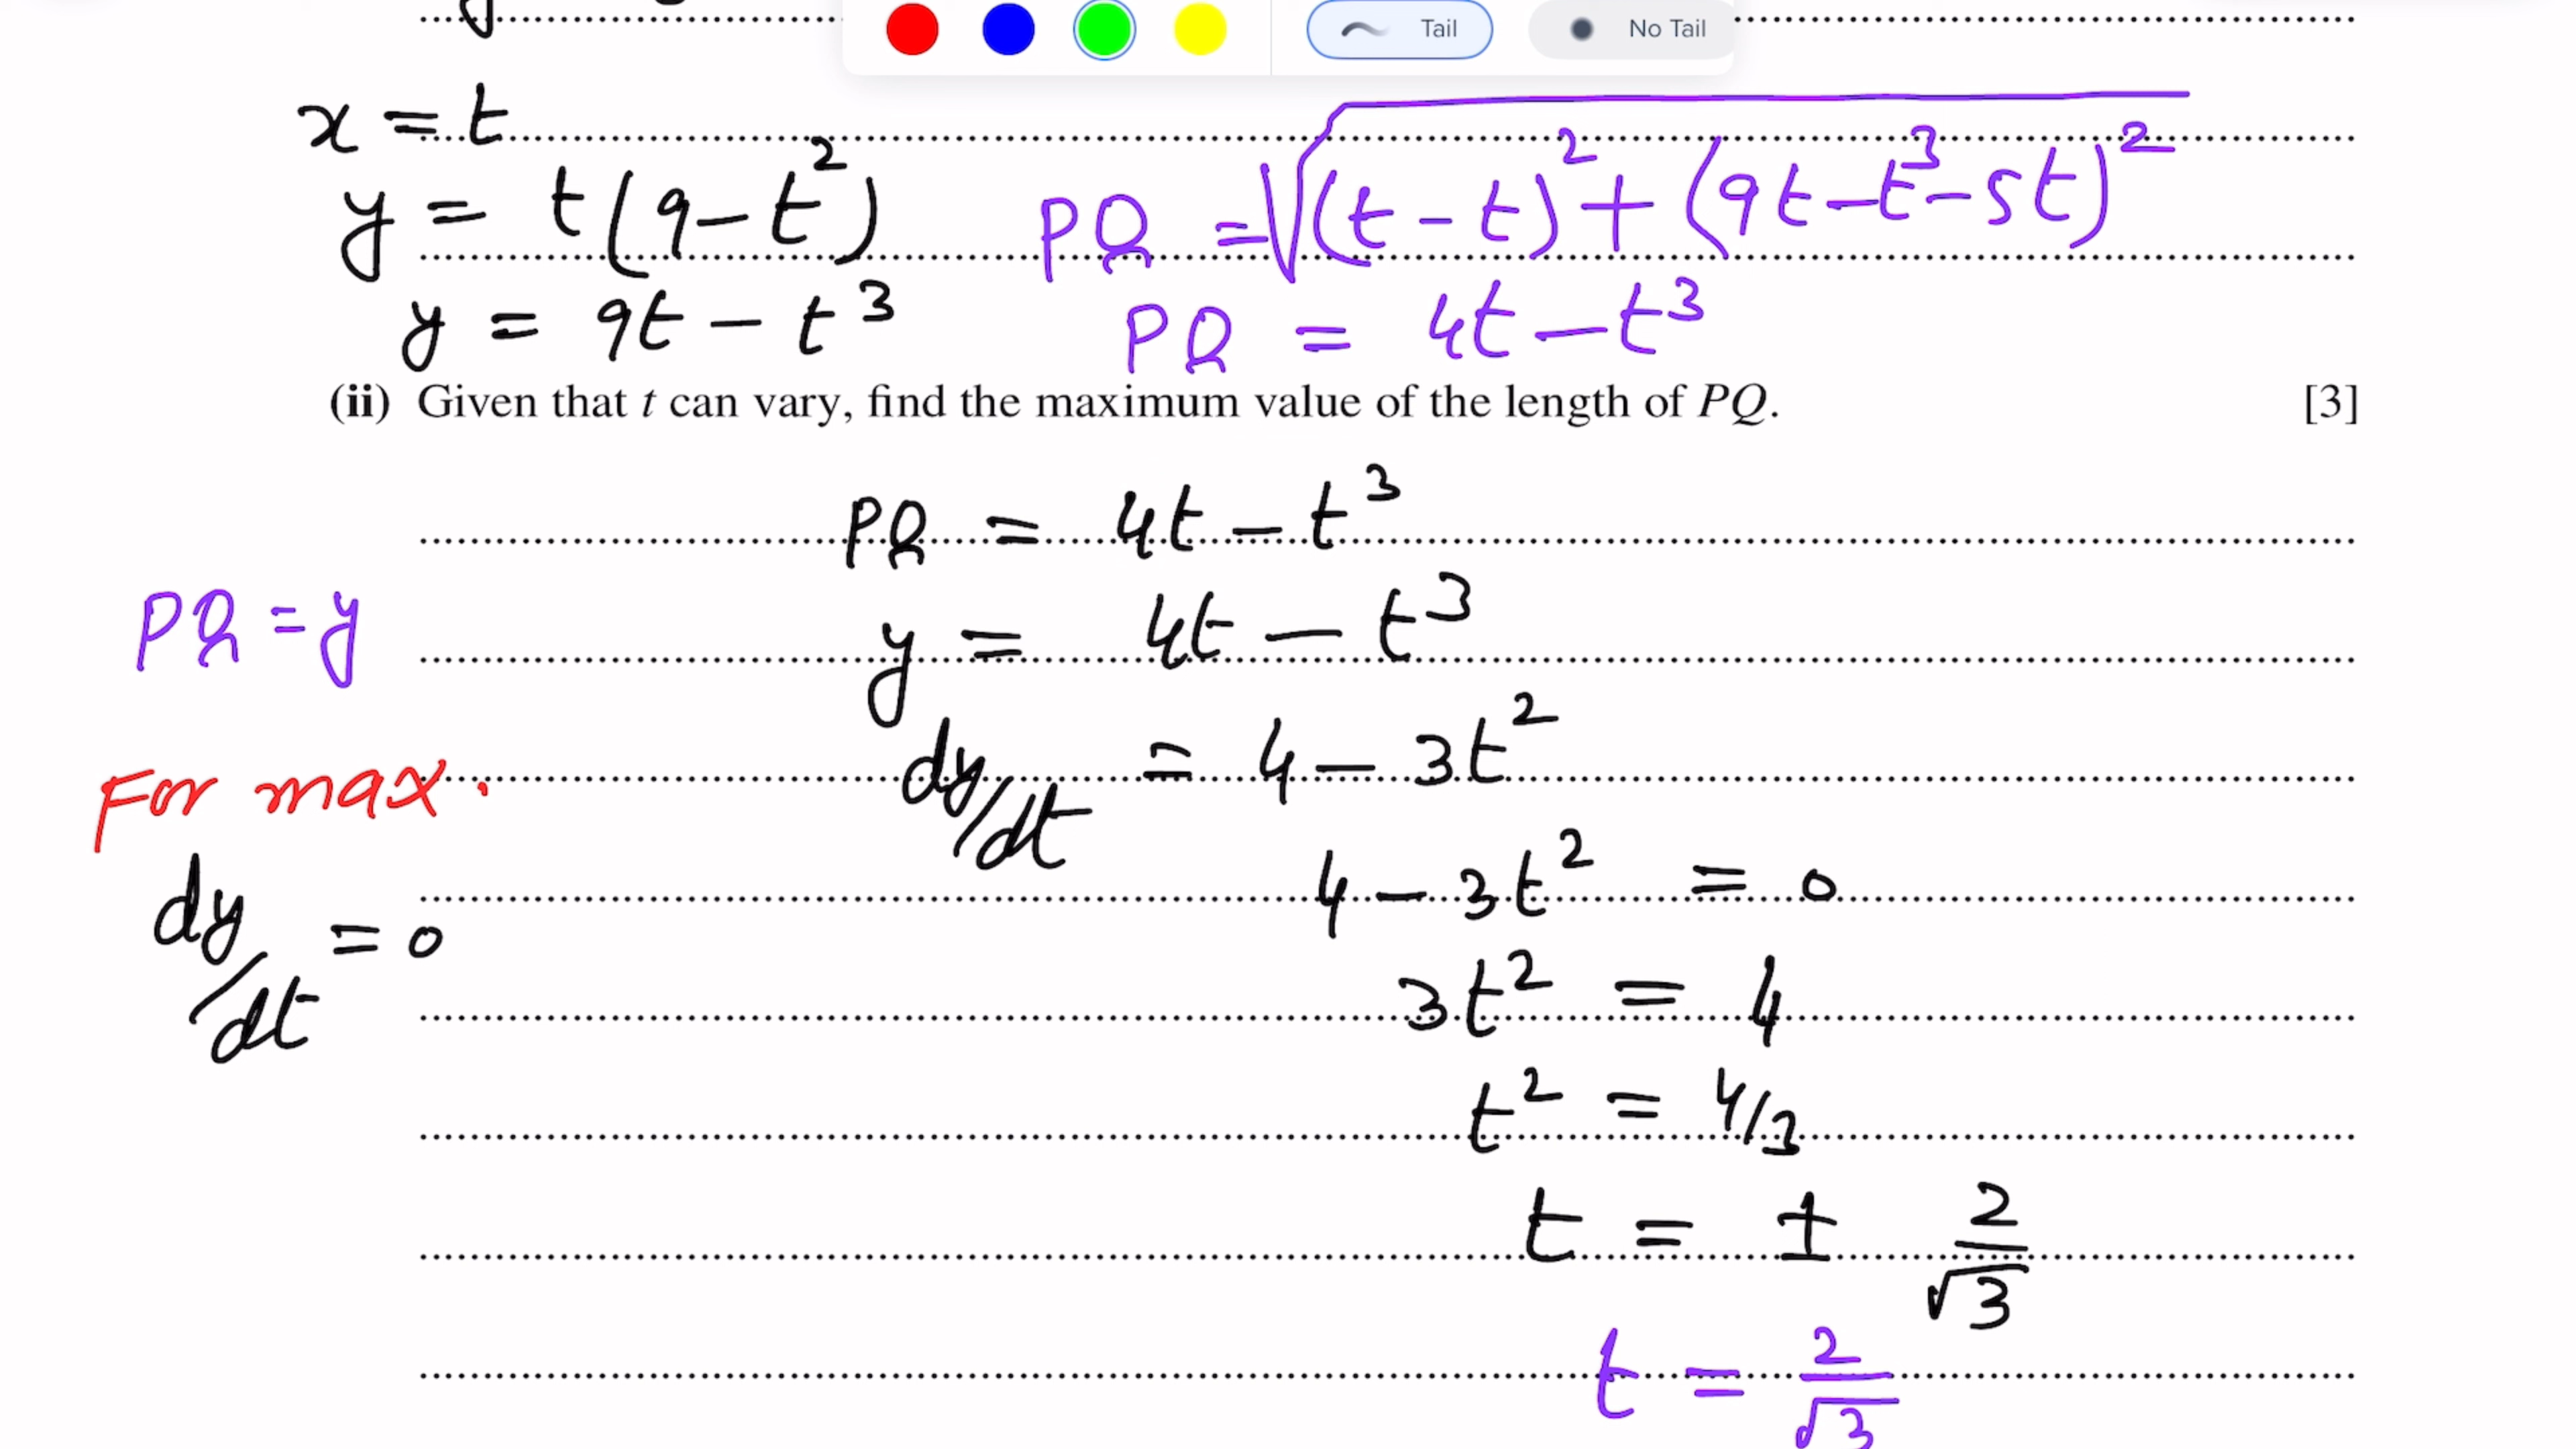 Tail No Tail
x = t
y = t(9-t²)
PQ = √(t-t)²+(9t-t³-5t)²
y = 9t-t³
PQ = 4t-t³
(ii) Given that t can vary, find the maximum value of the length of PQ. [3]
PQ = 4t-t³
PQ = y
y = 4t-t³
For max.
dy/dt = 4-3t²
dy/dt = 0
4-3t² = 0
3t² = 4
t² = 4/3
t = ± 2/√3
t = 2/√3